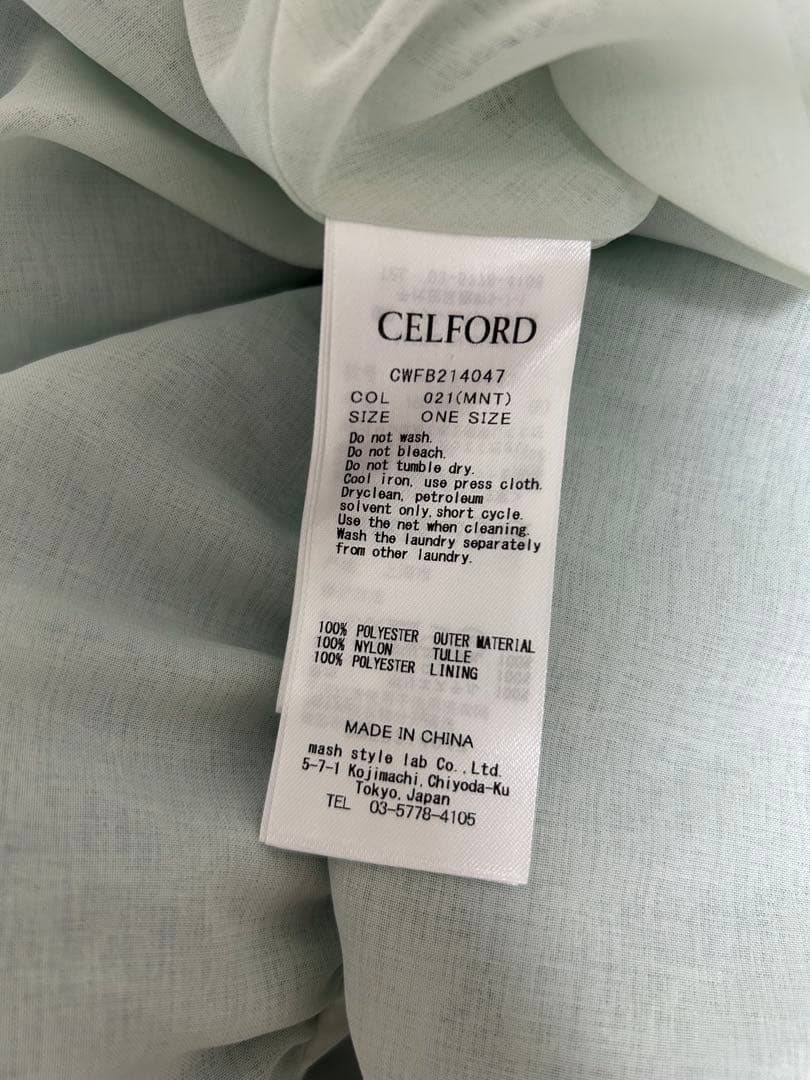 CELFORD
CWFB214047
COL 021(MNT)
SIZE ONE SIZE
Do not wash.
Do not bleach.
Do not tumble dry.
Cool iron, use press cloth.
Dryclean, petroleum
solvent only, short cycle.
Use the net when cleaning.
Wash the laundry separately
from other laundry.
100% POLYESTER OUTER MATERIAL
100% NYLON TULLE
100% POLYESTER LINING
MADE IN CHINA
mash style lab Co., Ltd.
5-7-1 Kojimachi, Chiyoda-Ku
Tokyo, Japan
TEL 03-5778-4105